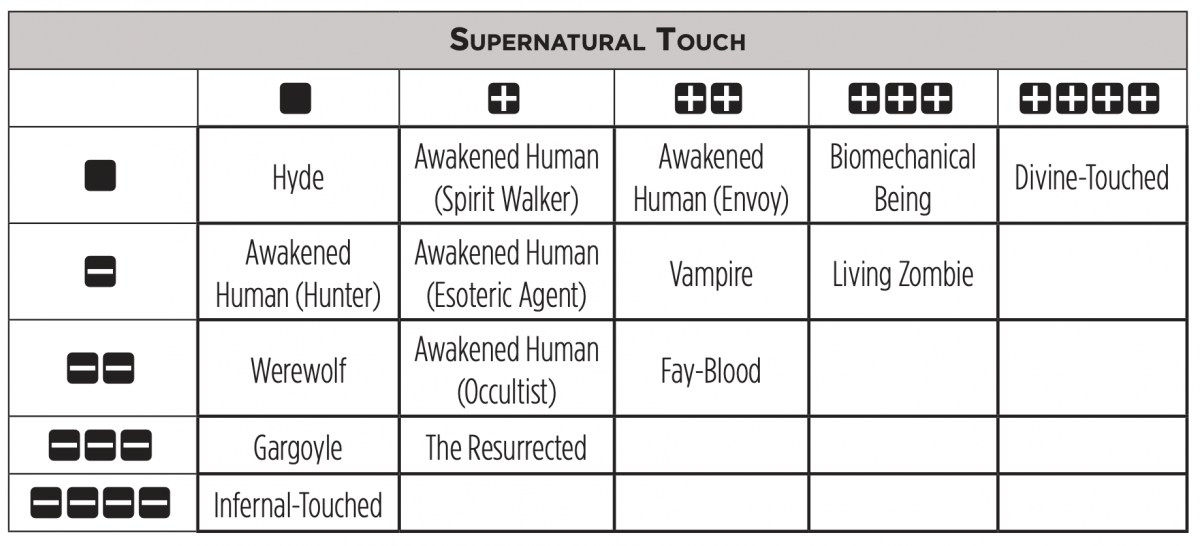 SUPERNATURAL TOUCH
■ + ++ +++ ++++
■ Hyde Awakened Human (Spirit Walker) Awakened Human (Envoy) Biomechanical Being Divine-Touched
− Awakened Human (Hunter) Awakened Human (Esoteric Agent) Vampire Living Zombie
−− Werewolf Awakened Human (Occultist) Fay-Blood
−−− Gargoyle The Resurrected
−−−− Infernal-Touched